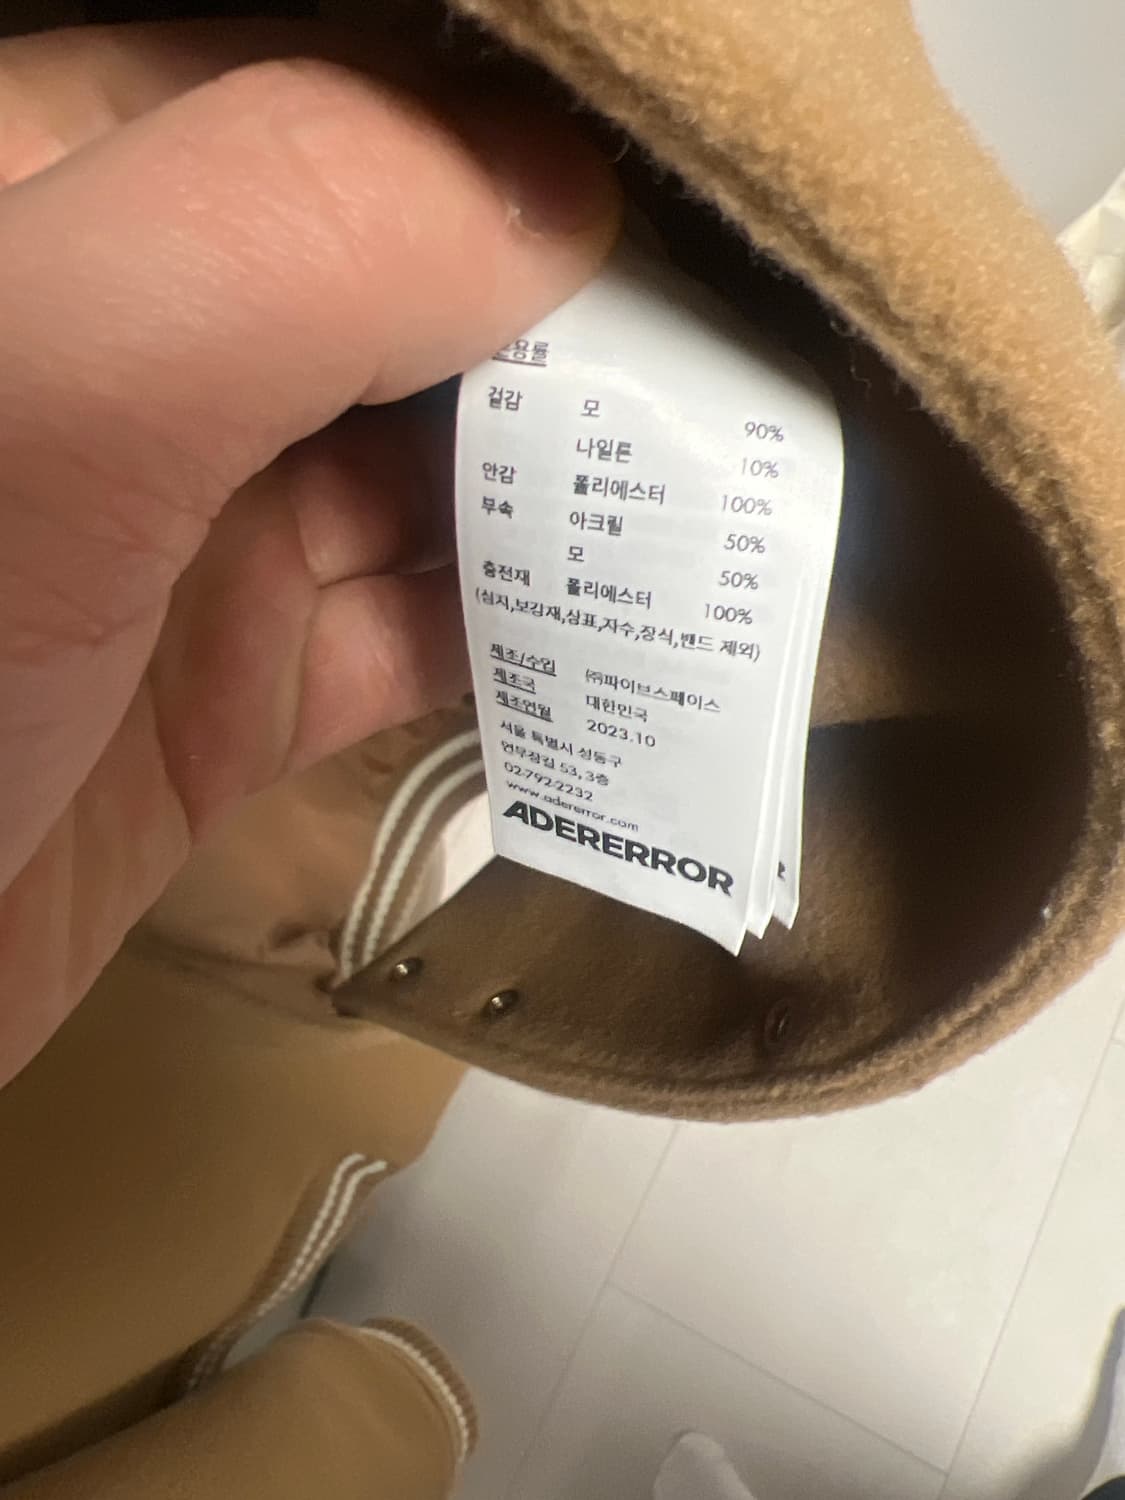 용률
겉감 모 90%
나일론 10%
안감 폴리에스터 100%
부속 아크릴 50%
모 50%
충전재 폴리에스터 100%
(심지,보강재,상표,자수,장식,밴드 제외)
제조/수입 ㈜파이브스페이스
제조국 대한민국
제조연월 2023.10
서울 특별시 성동구
연무장길 53, 3층
02-792-2232
www.adererror.com
ADERERROR
R